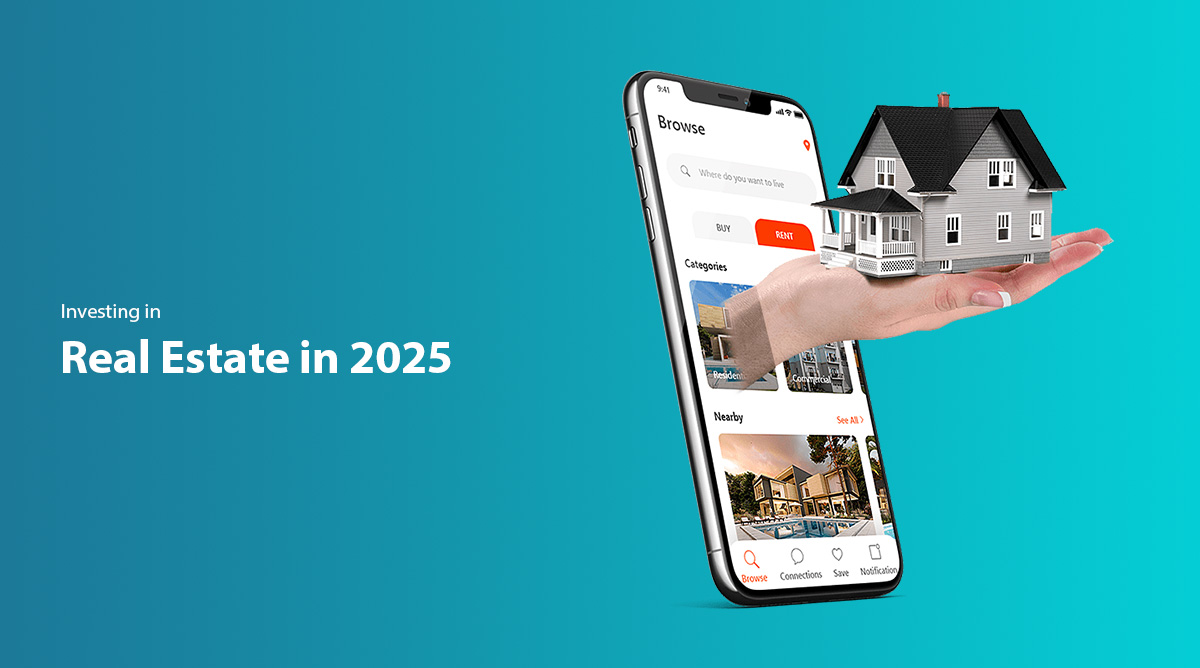 Investing in
Real Estate in 2025
9:41
Browse
Where do you want to live
BUY
RENT
Categories
Residen
Commercial
Nearby
See All >
Browse
Connections
Save
Notification